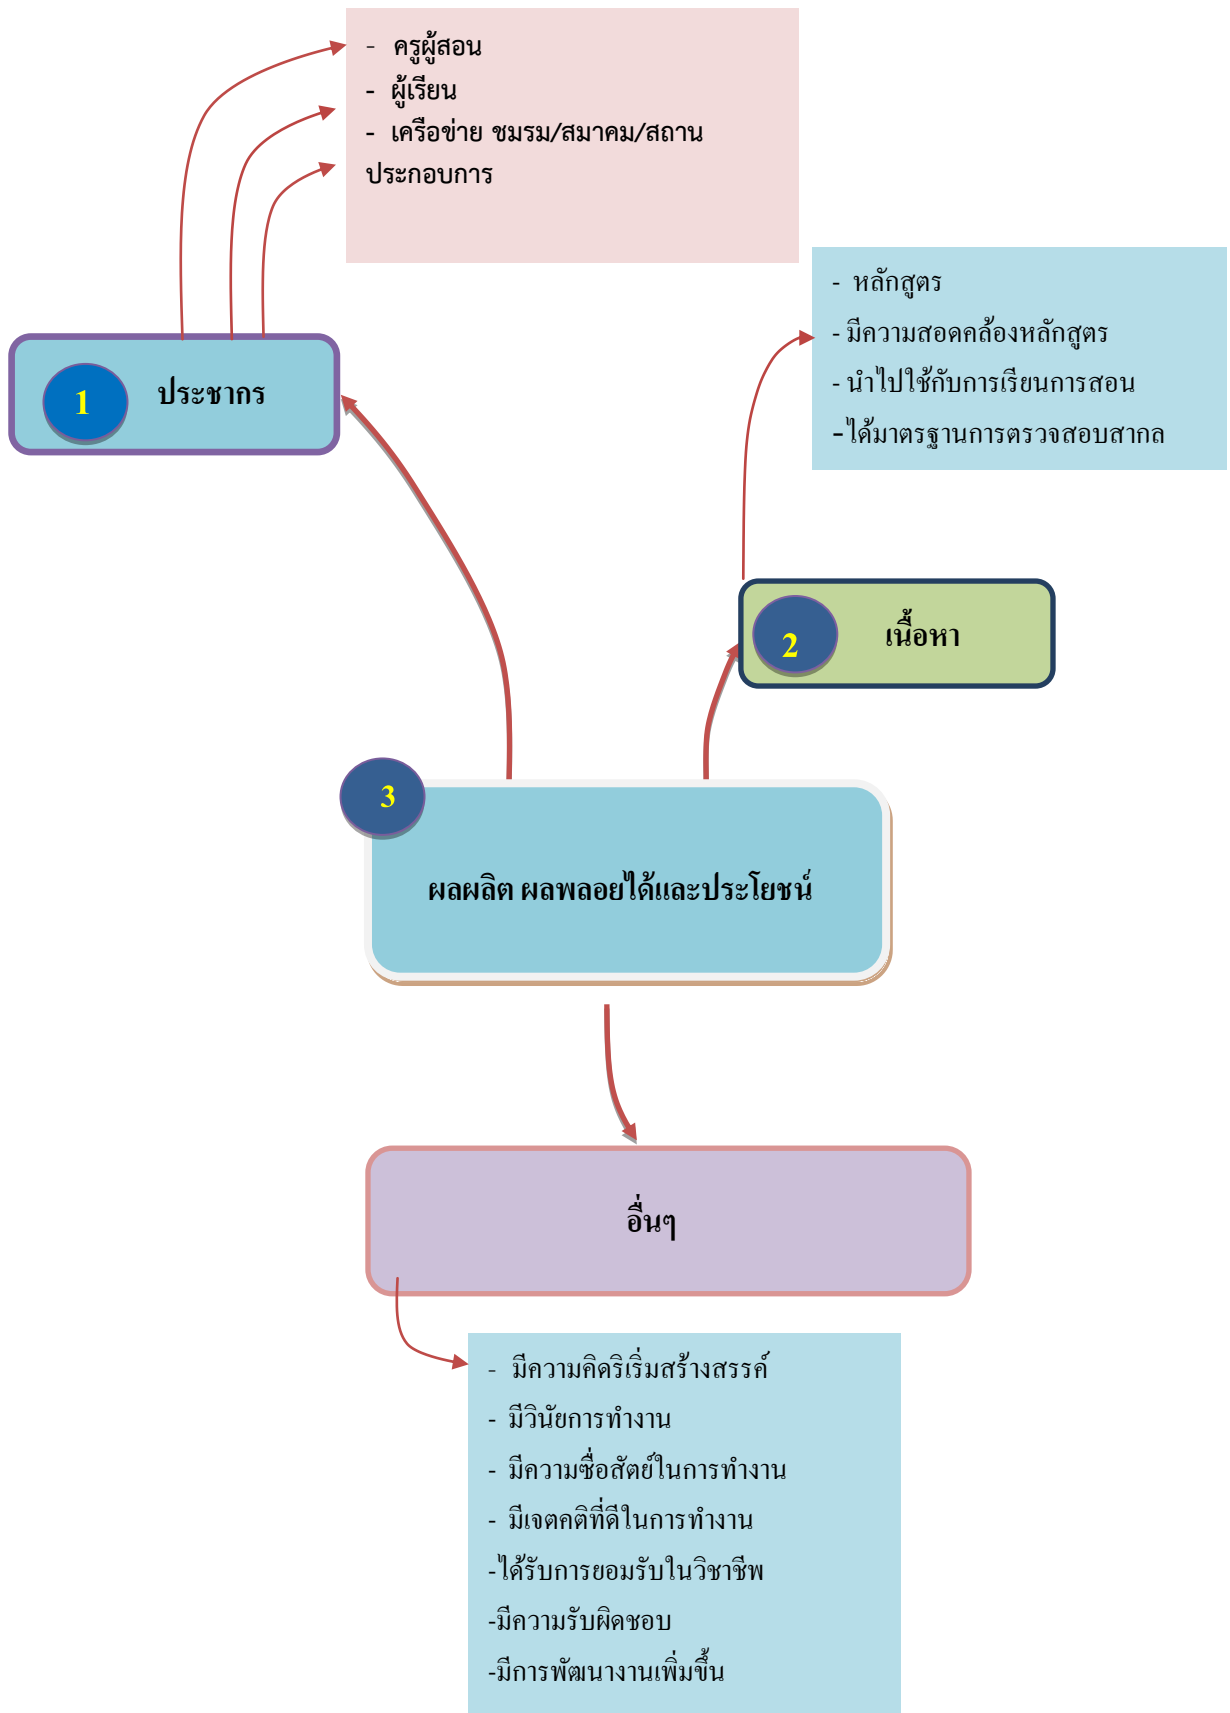 -  ครูผู้สอน
-  ผู้เรียน
-  เครือข่าย ชมรม/สมาคม/สถาน
ประกอบการ
-  หลักสูตร
- มีความสอดคล้องหลักสูตร
- นำไปใช้กับการเรียนการสอน
-ได้มาตรฐานการตรวจสอบสากล
1 ประชากร
2 เนื้อหา
3
ผลผลิต ผลพลอยได้และประโยชน์
อื่นๆ
-  มีความคิดริเริ่มสร้างสรรค์
- มีวินัยการทำงาน
- มีความซื่อสัตย์ในการทำงาน
- มีเจตคติที่ดีในการทำงาน
-ได้รับการยอมรับในวิชาชีพ
-มีความรับผิดชอบ
-มีการพัฒนางานเพิ่มขึ้น